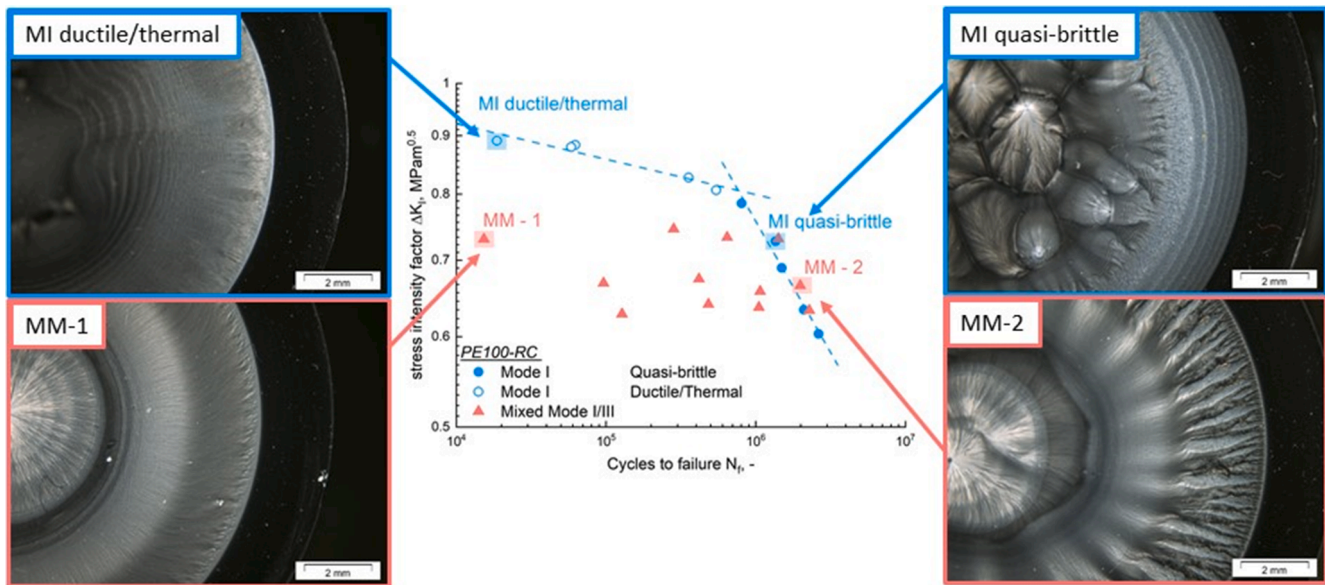 MI ductile/thermal
2 mm
MM-1
2 mm
stress intensity factor ΔKI, MPam0.5
1
0.9
0.8
0.7
0.6
0.5
MI ductile/thermal
MM - 1
MI quasi-brittle
MM - 2
PE100-RC
Mode I Quasi-brittle
Mode I Ductile/Thermal
Mixed Mode I/III
10⁴ 10⁵ 10⁶ 10⁷
Cycles to failure Nf, -
MI quasi-brittle
2 mm
MM-2
2 mm